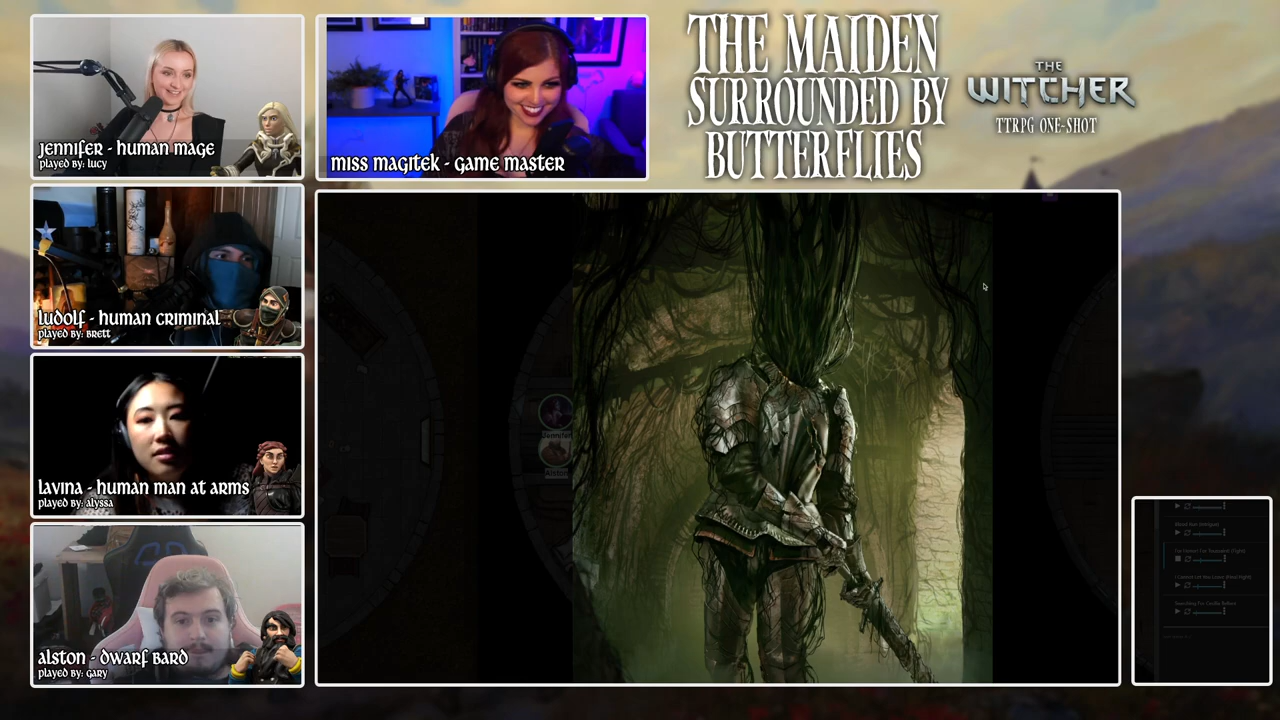 Jennifer - Human Mage
Played by: Lucy
Miss Magitek - Game Master
THE MAIDEN
SURROUNDED BY
BUTTERFLIES
THE
WITCHER
TTRPG ONE-SHOT
Ludolf - Human Criminal
Played by: Brett
Lavina - Human Man at Arms
Played by: Alyssa
Alston - Dwarf Bard
Played by: Gary
Jennifer
Alston